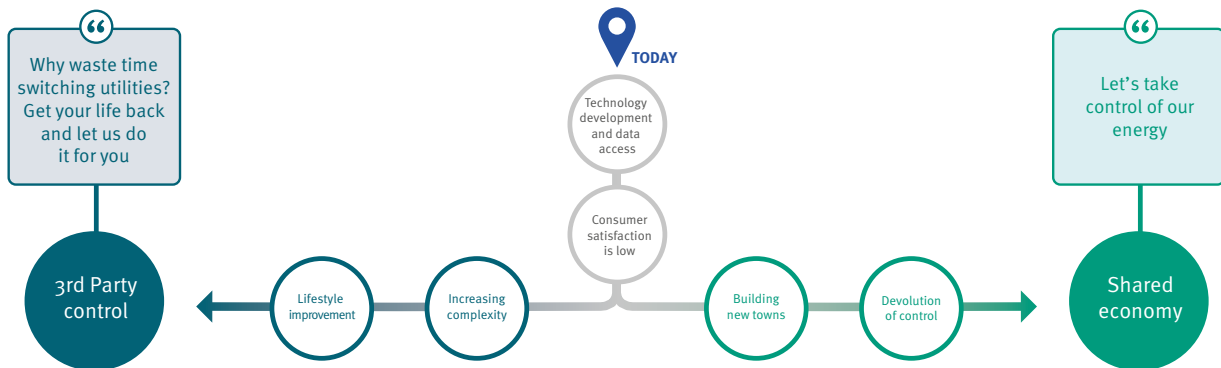 “
Why waste time
switching utilities?
Get your life back
and let us do
it for you
3rd Party
control
Lifestyle
improvement
Increasing
complexity
TODAY
Technology
development
and data
access
Consumer
satisfaction
is low
Building
new towns
Devolution
of control
“
Let’s take
control of our
energy
Shared
economy